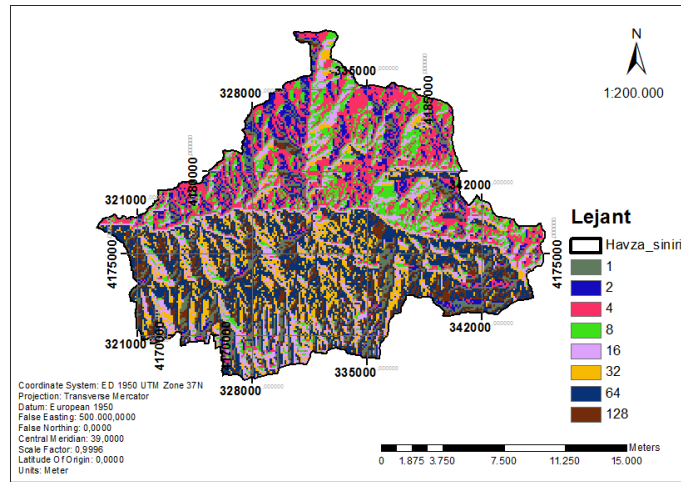 N
1:200.000
335000
328000
4185000
4180000
342000
321000
4175000
4175000
321000
4170000
4170000
342000
335000
328000
Lejant
Havza_siniri
1
2
4
8
16
32
64
128
Coordinate System: ED 1950 UTM Zone 37N
Projection: Transverse Mercator
Datum: European 1950
False Easting: 500.000,0000
False Northing: 0,0000
Central Meridian: 39,0000
Scale Factor: 0,9996
Latitude Of Origin: 0,0000
Units: Meter
Meters
0 1.875 3.750 7.500 11.250 15.000